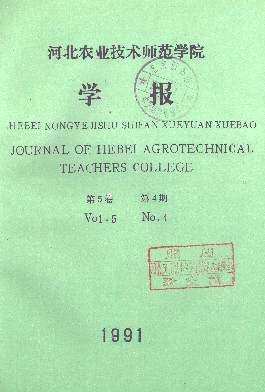 河北农业技术师范学院
学报
HEBEI NONGYE JISHU SHIFAN XUEYUAN XUEBAO
JOURNAL OF HEBEI AGROTECHNICAL
TEACHERS COLLEGE
第5卷 第4期
Vol.5 No.4
1991